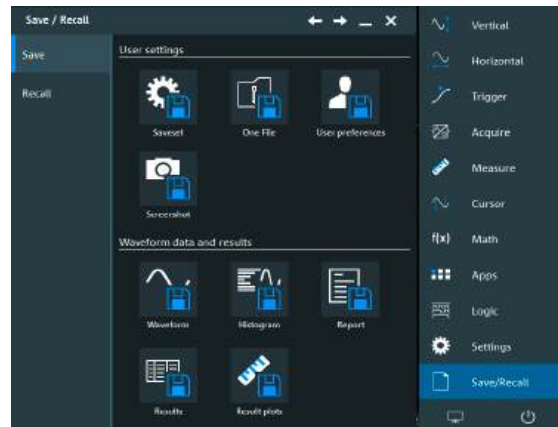 Save / Recall
Save
Recall
User settings
Saveset
One File
User preferences
Screenshot
Waveform data and results
Waveform
Histogram
Report
Results
Result plots
Vertical
Horizontal
Trigger
Acquire
Measure
Cursor
f(x) Math
Apps
Logic
Settings
Save/Recall